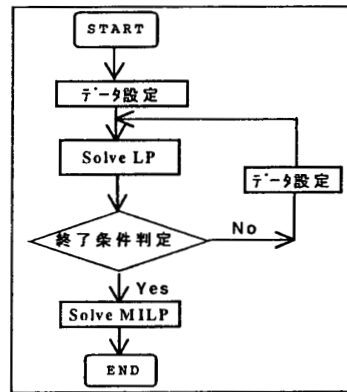 START
データ設定
Solve LP
データ設定
終了条件判定
No
Yes
Solve MILP
END